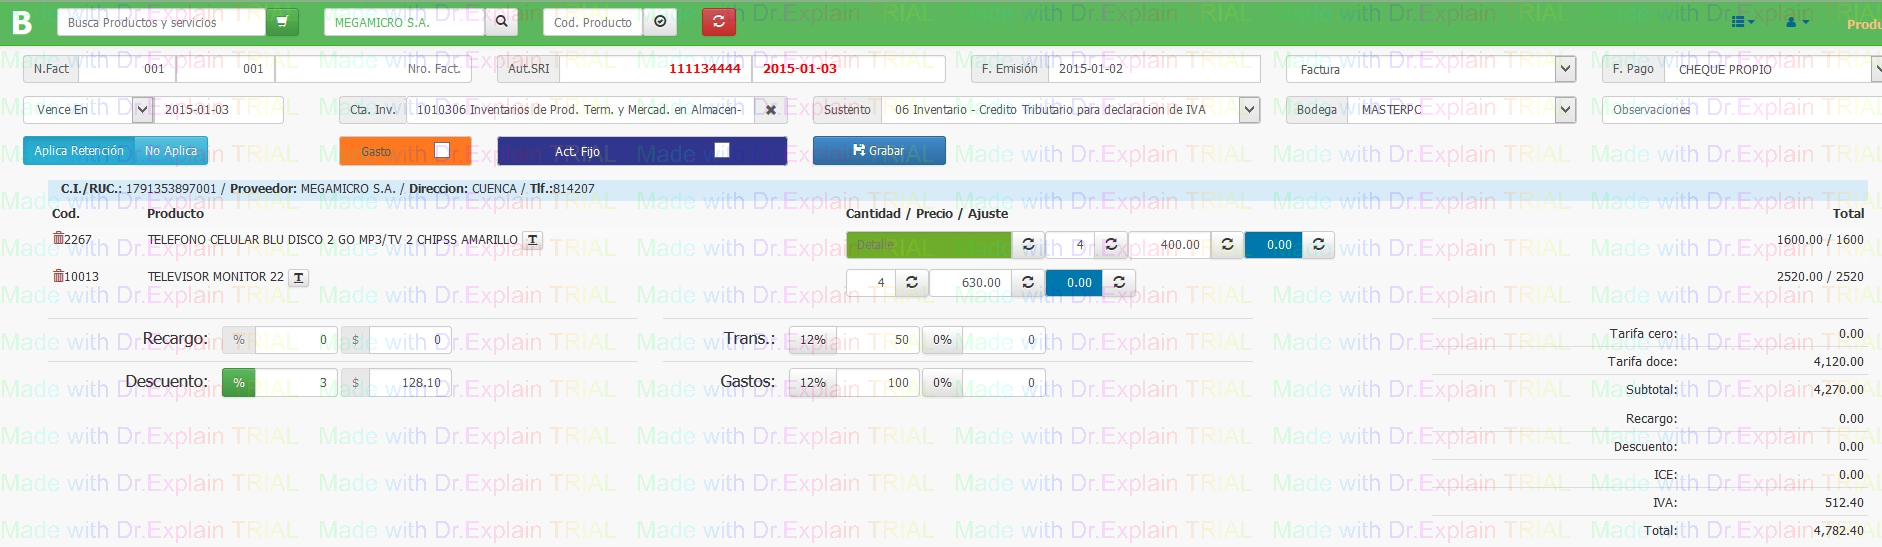 B Busca Productos y servicios MEGAMICRO S.A. Cod. Producto Produ
N.Fact 001 001 Nro. Fact. Aut.SRI 111134444 2015-01-03 F. Emisión 2015-01-02 Factura F. Pago CHEQUE PROPIO
Vence En 2015-01-03 Cta. Inv. 1010306 Inventarios de Prod. Term. y Mercad. en Almacen- Sustento 06 Inventario - Credito Tributario para declaracion de IVA Bodega MASTERPC Observaciones
Aplica Retención No Aplica Gasto Act. Fijo Grabar
C.I./RUC.: 1791353897001 / Proveedor: MEGAMICRO S.A. / Direccion: CUENCA / Tlf.:814207
Cod. Producto Cantidad / Precio / Ajuste Total
2267 TELEFONO CELULAR BLU DISCO 2 GO MP3/TV 2 CHIPSS AMARILLO T Detalle 4 400.00 0.00 1600.00 / 1600
10013 TELEVISOR MONITOR 22 T 4 630.00 0.00 2520.00 / 2520
Recargo: % 0 $ 0 Trans.: 12% 50 0% 0 Tarifa cero: 0.00
Tarifa doce: 4,120.00
Descuento: % 3 $ 128.10 Gastos: 12% 100 0% 0 Subtotal: 4,270.00
Recargo: 0.00
Descuento: 0.00
ICE: 0.00
IVA: 512.40
Total: 4,782.40
Made with Dr.Explain TRIAL